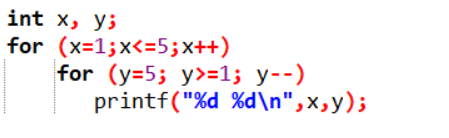 int x, y;
for (x=1;x<=5;x++)
for (y=5; y>=1; y--)
printf("%d %d\n",x,y);